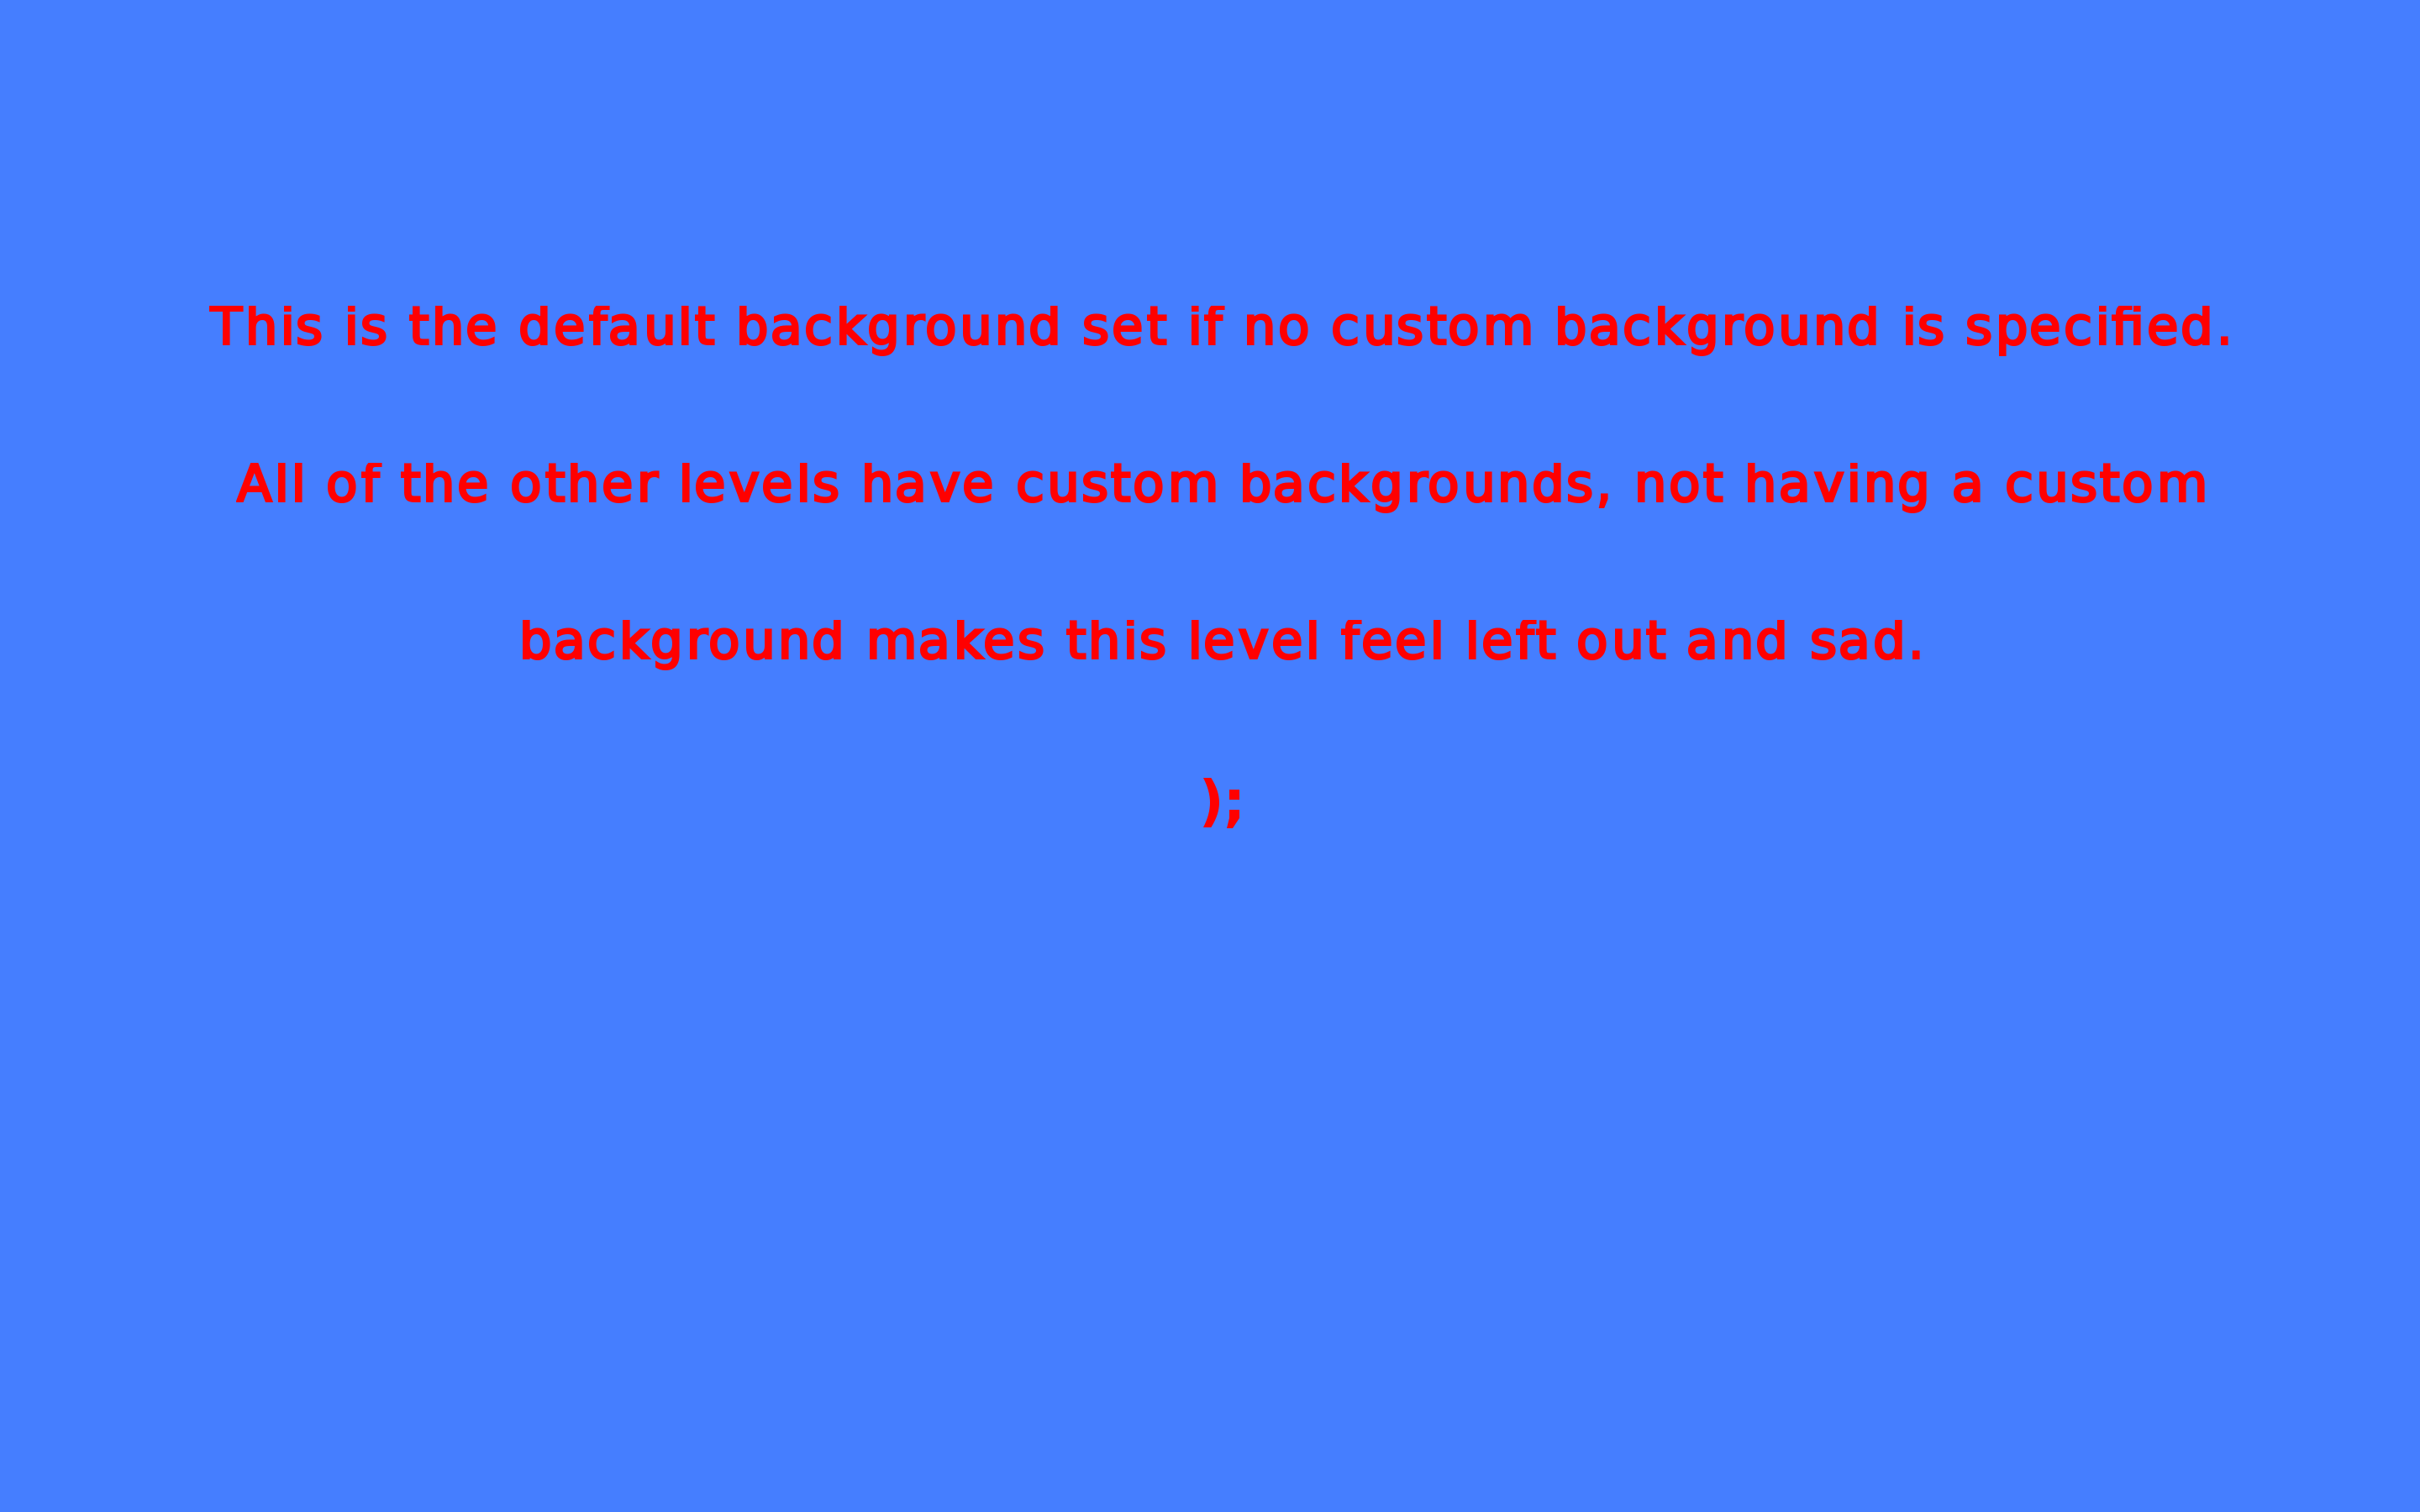 This is the default background set if no custom background is specified.
All of the other levels have custom backgrounds, not having a custom
background makes this level feel left out and sad.
);